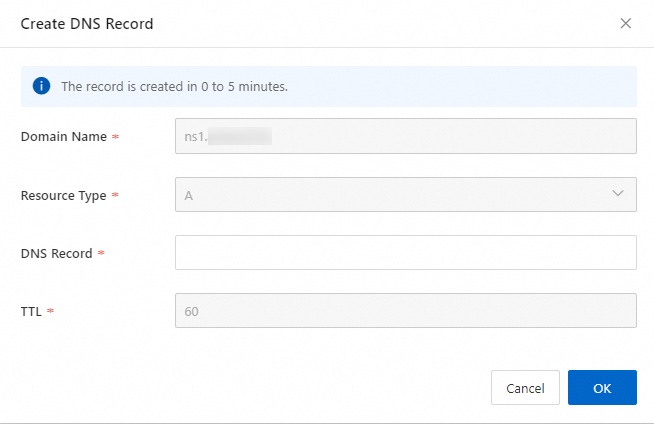 Create DNS Record
The record is created in 0 to 5 minutes.
Domain Name * ns1.
Resource Type * A
DNS Record *
TTL * 60
Cancel OK